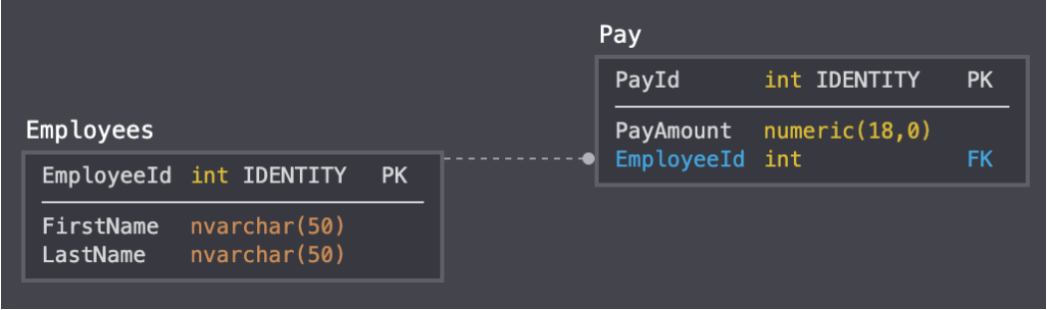 Employees
EmployeeId int IDENTITY PK
FirstName nvarchar(50)
LastName nvarchar(50)
Pay
PayId int IDENTITY PK
PayAmount numeric(18,0)
EmployeeId int FK